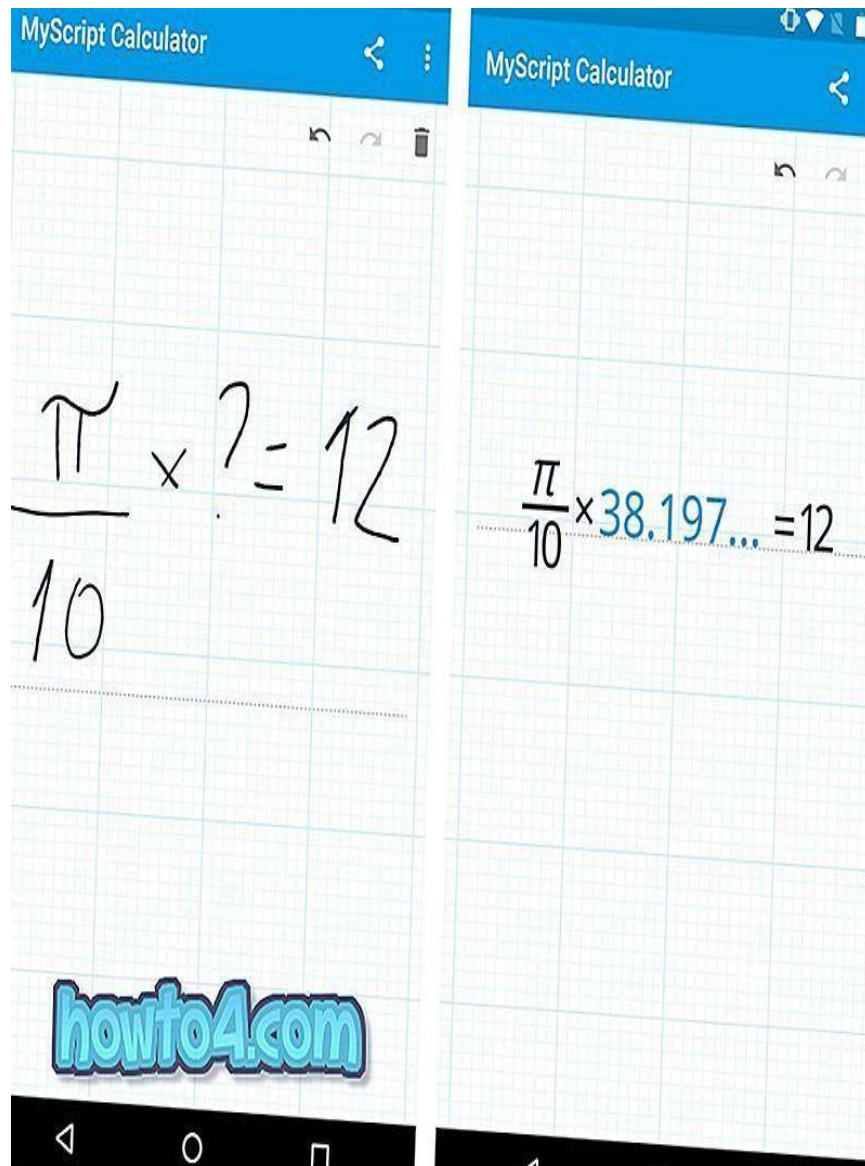 MyScript Calculator
π
× ? = 12
10
howto4.com
MyScript Calculator
π
×38.197... =12
10